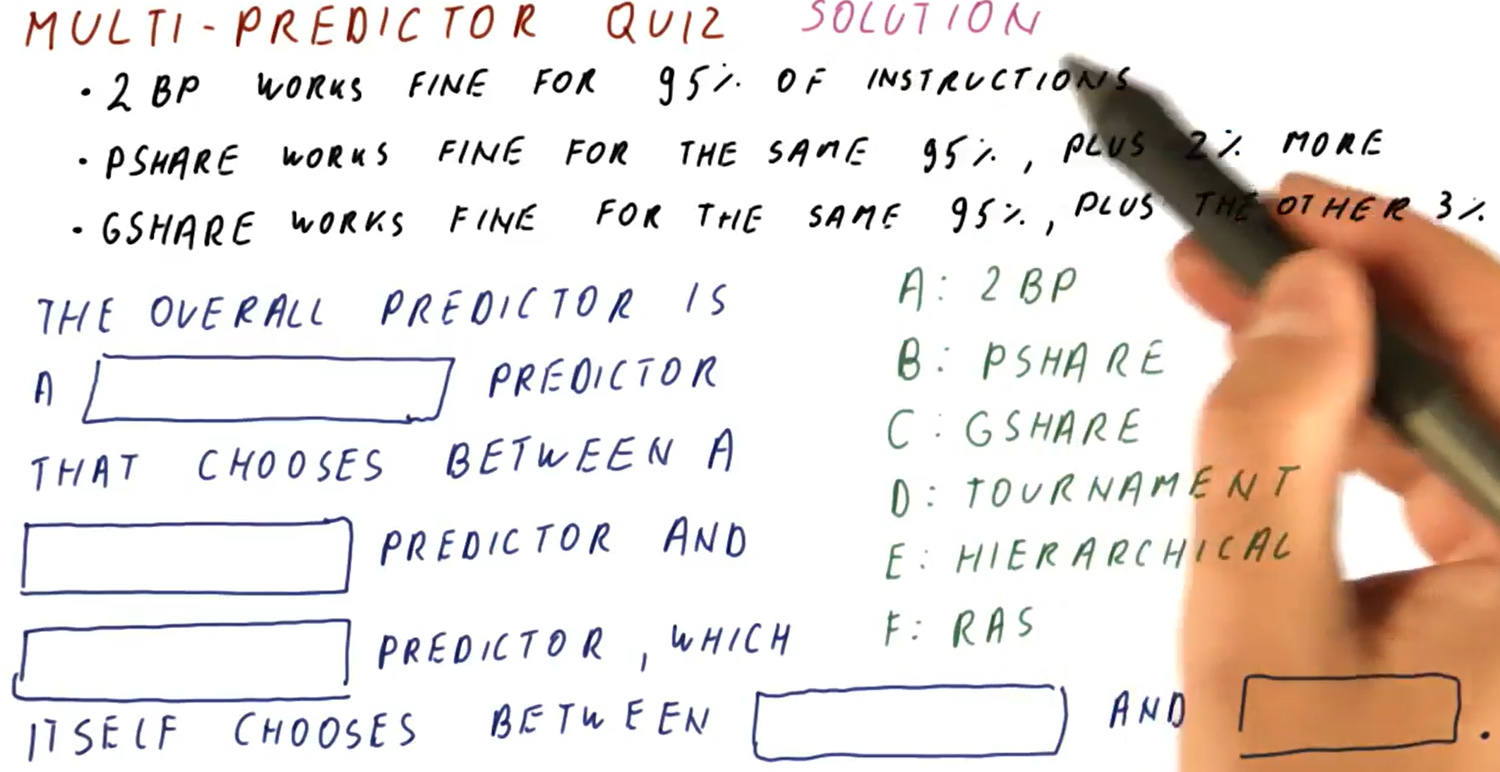 MULTI-PREDICTOR QUIZ SOLUTION
• 2BP WORKS FINE FOR 95% OF INSTRUCTIONS
• PSHARE WORKS FINE FOR THE SAME 95%, PLUS 2% MORE
• GSHARE WORKS FINE FOR THE SAME 95%, PLUS THE OTHER 3%
THE OVERALL PREDICTOR IS
A PREDICTOR
THAT CHOOSES BETWEEN A
PREDICTOR AND
PREDICTOR, WHICH
ITSELF CHOOSES BETWEEN AND .
A: 2BP
B: PSHARE
C: GSHARE
D: TOURNAMENT
E: HIERARCHICAL
F: RAS